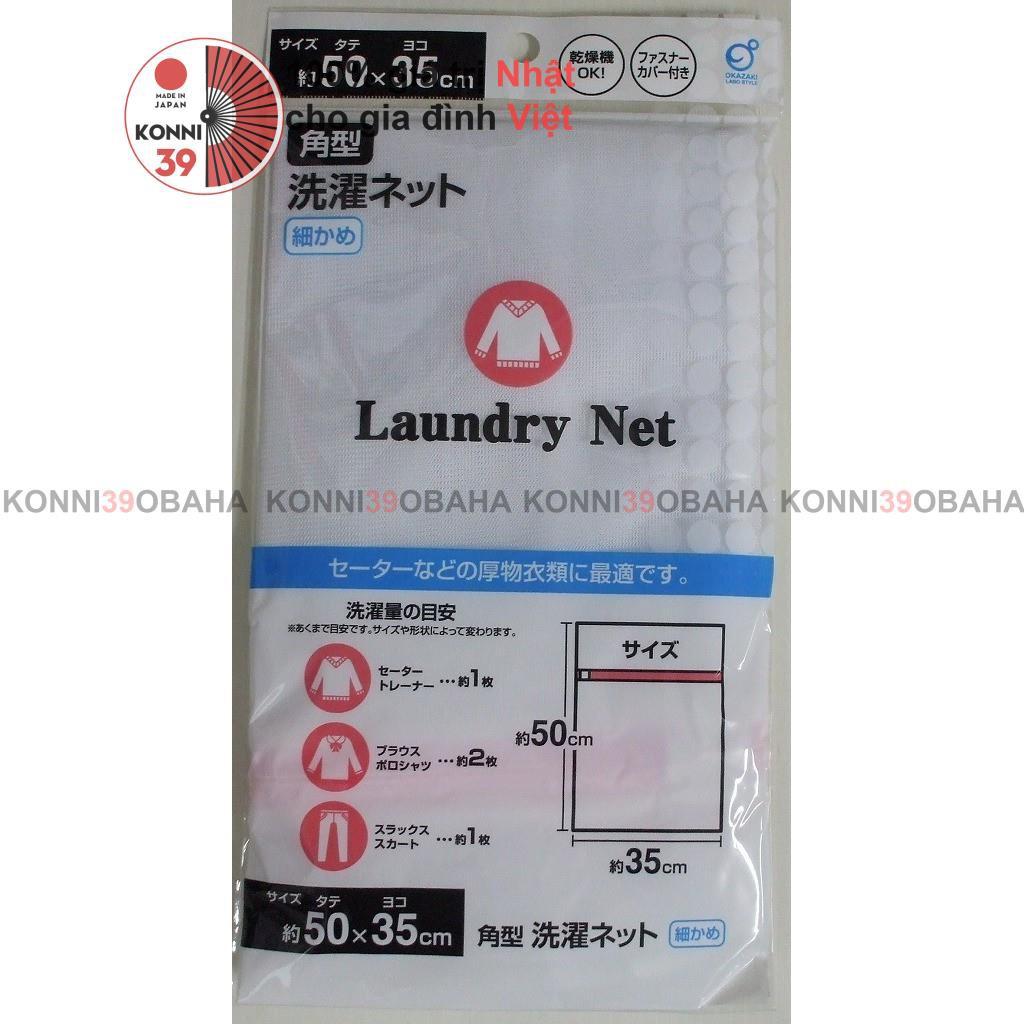 サイズ タテ ヨコ
約50×35cm
乾燥機
OK!
ファスナー
カバー付き
OKAZAKI
LABO STYLE
MADE IN
JAPAN
KONNI
39
Nhật
cho gia đình Việt
角型
洗濯ネット
細かめ
Laundry Net
KONNI39OBAHA KONNI39OBAHA KONNI39OBAHA KONNI39OBAHA
セーターなどの厚物衣類に最適です。
洗濯量の目安
※あくまで目安です。サイズや形状によって変わります。
セーター
トレーナー …約1枚
ブラウス
ポロシャツ …約2枚
スラックス
スカート …約1枚
サイズ
約50cm
約35cm
サイズ タテ ヨコ
約50×35cm
角型 洗濯ネット 細かめ